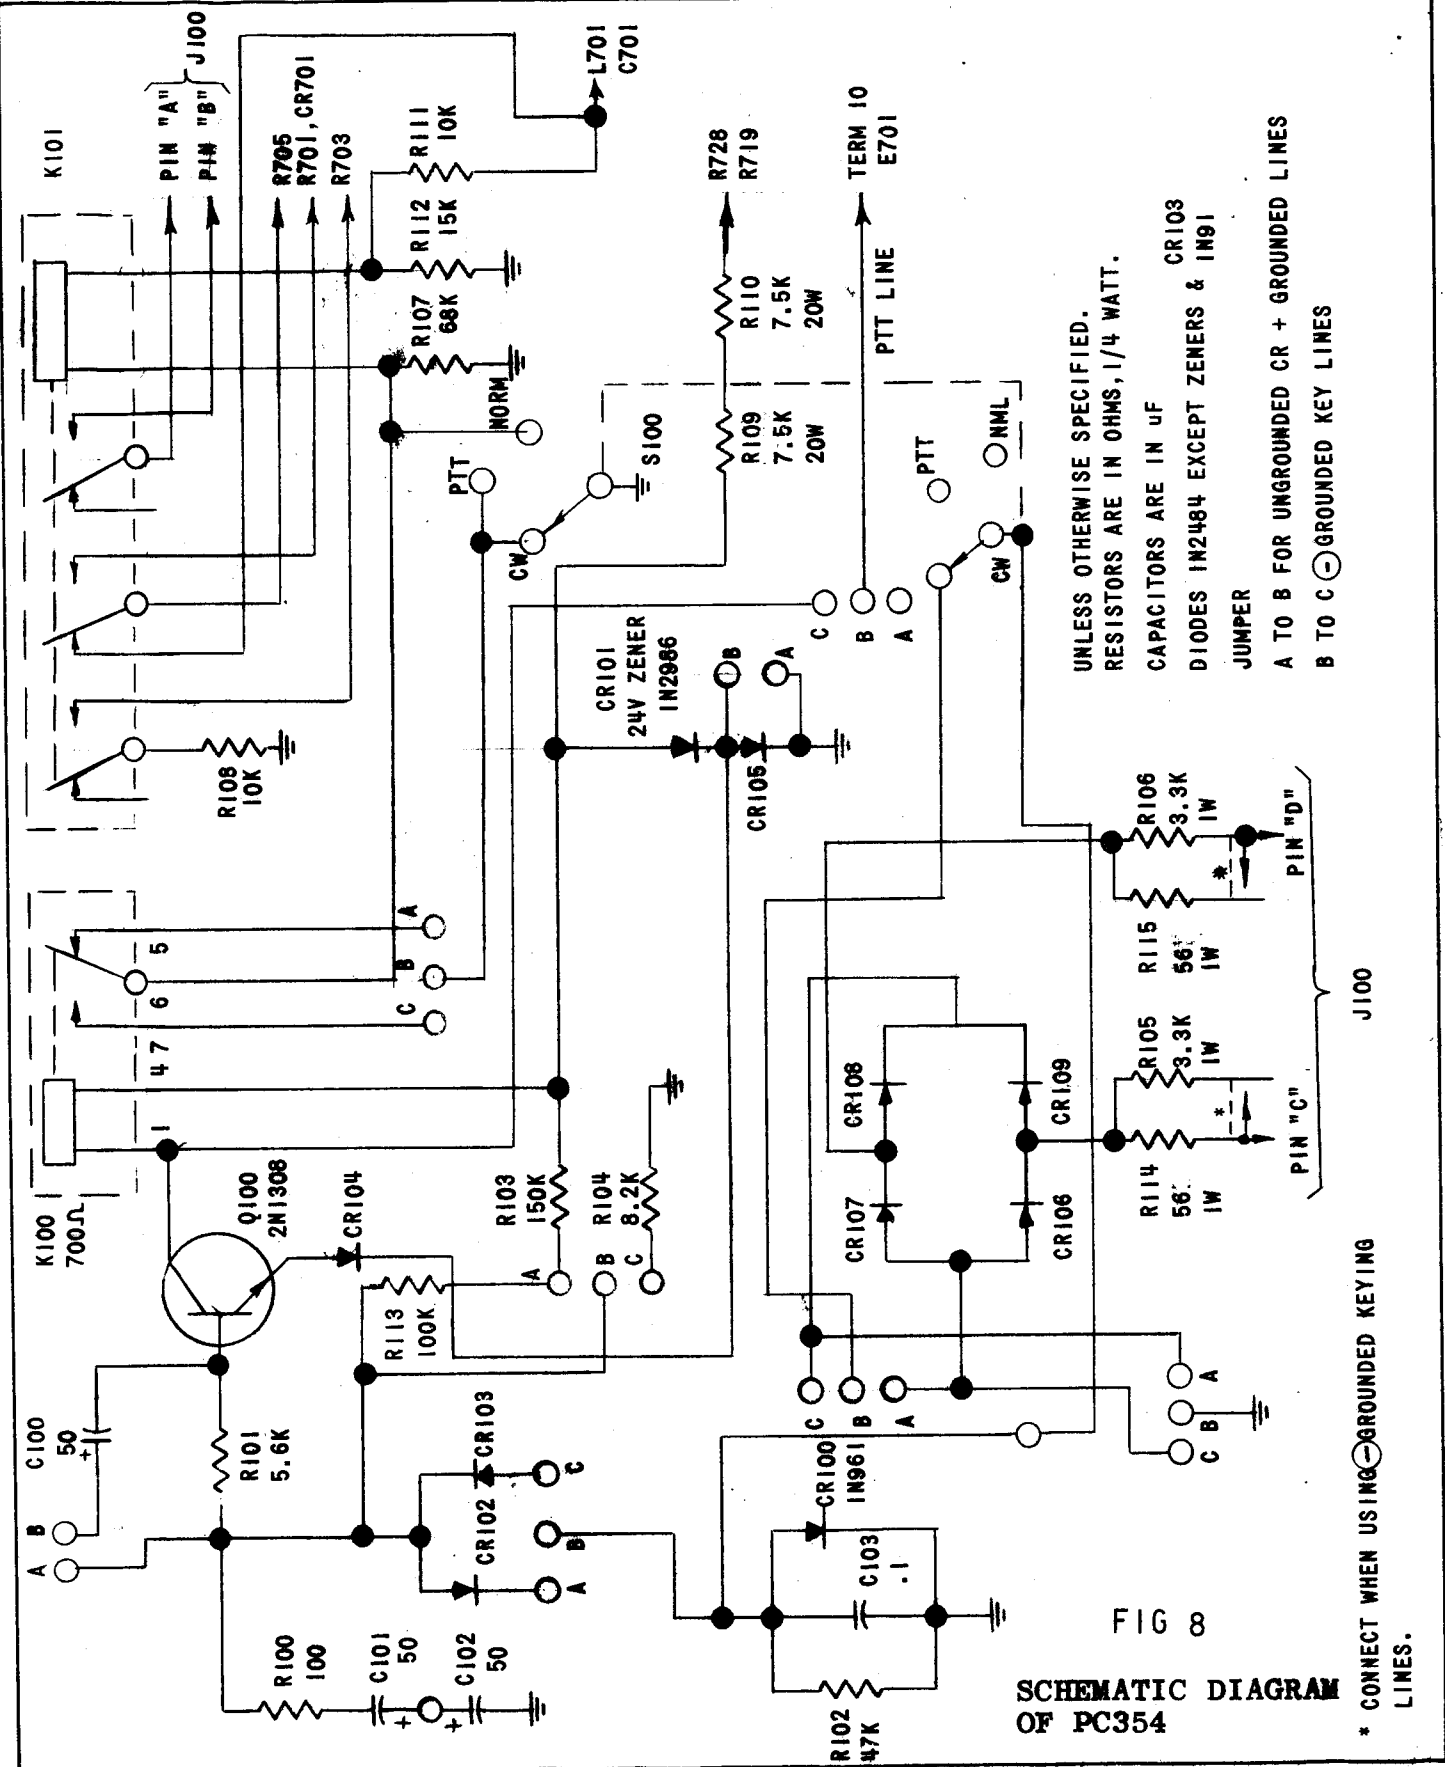 K101
J100
PIN "A"
PIN "B"
R705
R701, CR701
R703
L701
C701
R111
10K
R112
15K
R107
68K
R108
10K
NORM
PTT
CW
S100
R728
R719
R110
7.5K
20W
R109
7.5K
20W
TERM 10
E701
PTT LINE
PTT
NML
CW
C
B
A
K100
700Ω
1
4 7
6
5
A
B
C
CR101
24V ZENER
1N2986
B
A
CR105
Q100
2N1308
CR104
R103
150K
R104
8.2K
A
B
C
R113
100K
C100
50
+
R101
5.6K
A
B
CR103
CR102
C
B
A
R100
100
C101
50
+
C102
50
+
R102
47K
C103
.1
CR100
1N961
CR108
CR109
CR107
CR106
C
B
A
A
B
C
R106
3.3K
1W
R115
56
1W
*
PIN "D"
R105
3.3K
1W
R114
56
1W
*
PIN "C"
J100
UNLESS OTHERWISE SPECIFIED.
RESISTORS ARE IN OHMS, 1/4 WATT.
CAPACITORS ARE IN uF
DIODES IN2484 EXCEPT ZENERS & CR103
IN91
JUMPER
A TO B FOR UNGROUNDED CR + GROUNDED LINES
B TO C - GROUNDED KEY LINES
* CONNECT WHEN USING - GROUNDED KEYING
LINES.
FIG 8
SCHEMATIC DIAGRAM
OF PC354